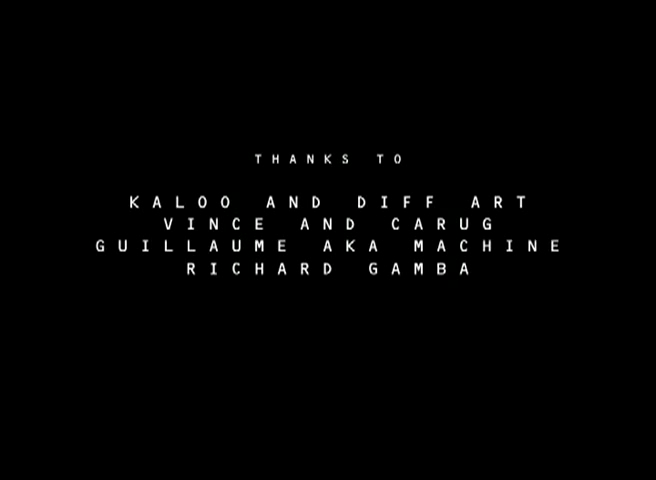 THANKS TO
KALOO AND DIFF ART
VINCE AND CARUG
GUILLAUME AKA MACHINE
RICHARD GAMBA